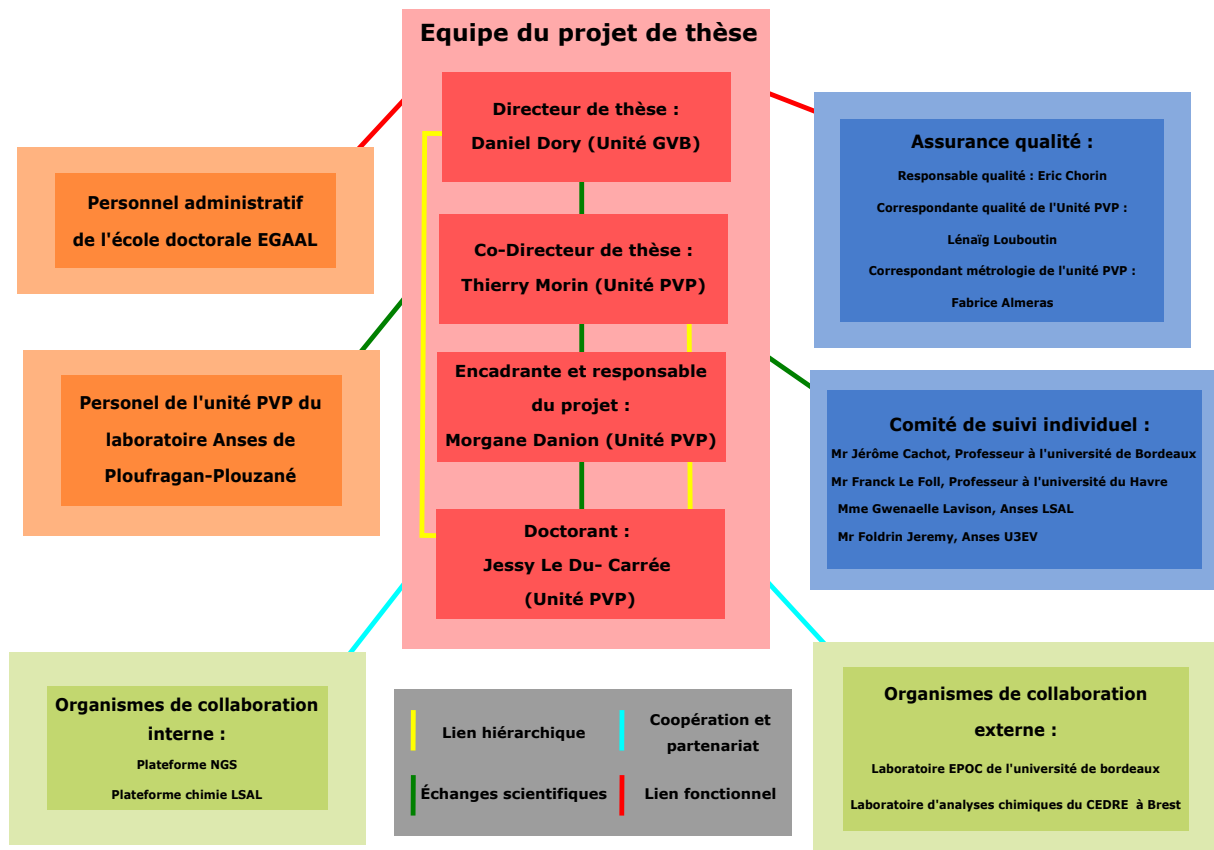 Equipe du projet de thèse
Directeur de thèse :
Daniel Dory (Unité GVB)
Co-Directeur de thèse :
Thierry Morin (Unité PVP)
Encadrante et responsable
du projet :
Morgane Danion (Unité PVP)
Doctorant :
Jessy Le Du- Carrée
(Unité PVP)
Personnel administratif
de l'école doctorale EGAAL
Personel de l'unité PVP du
laboratoire Anses de
Ploufragan-Plouzané
Organismes de collaboration
interne :
Plateforme NGS
Plateforme chimie LSAL
Assurance qualité :
Responsable qualité : Eric Chorin
Correspondante qualité de l'Unité PVP :
Lénaïg Louboutin
Correspondant métrologie de l'unité PVP :
Fabrice Almeras
Comité de suivi individuel :
Mr Jérôme Cachot, Professeur à l'université de Bordeaux
Mr Franck Le Foll, Professeur à l'université du Havre
Mme Gwenaelle Lavison, Anses LSAL
Mr Foldrin Jeremy, Anses U3EV
Organismes de collaboration
externe :
Laboratoire EPOC de l'université de bordeaux
Laboratoire d'analyses chimiques du CEDRE à Brest
Lien hiérarchique
Coopération et
partenariat
Échanges scientifiques
Lien fonctionnel